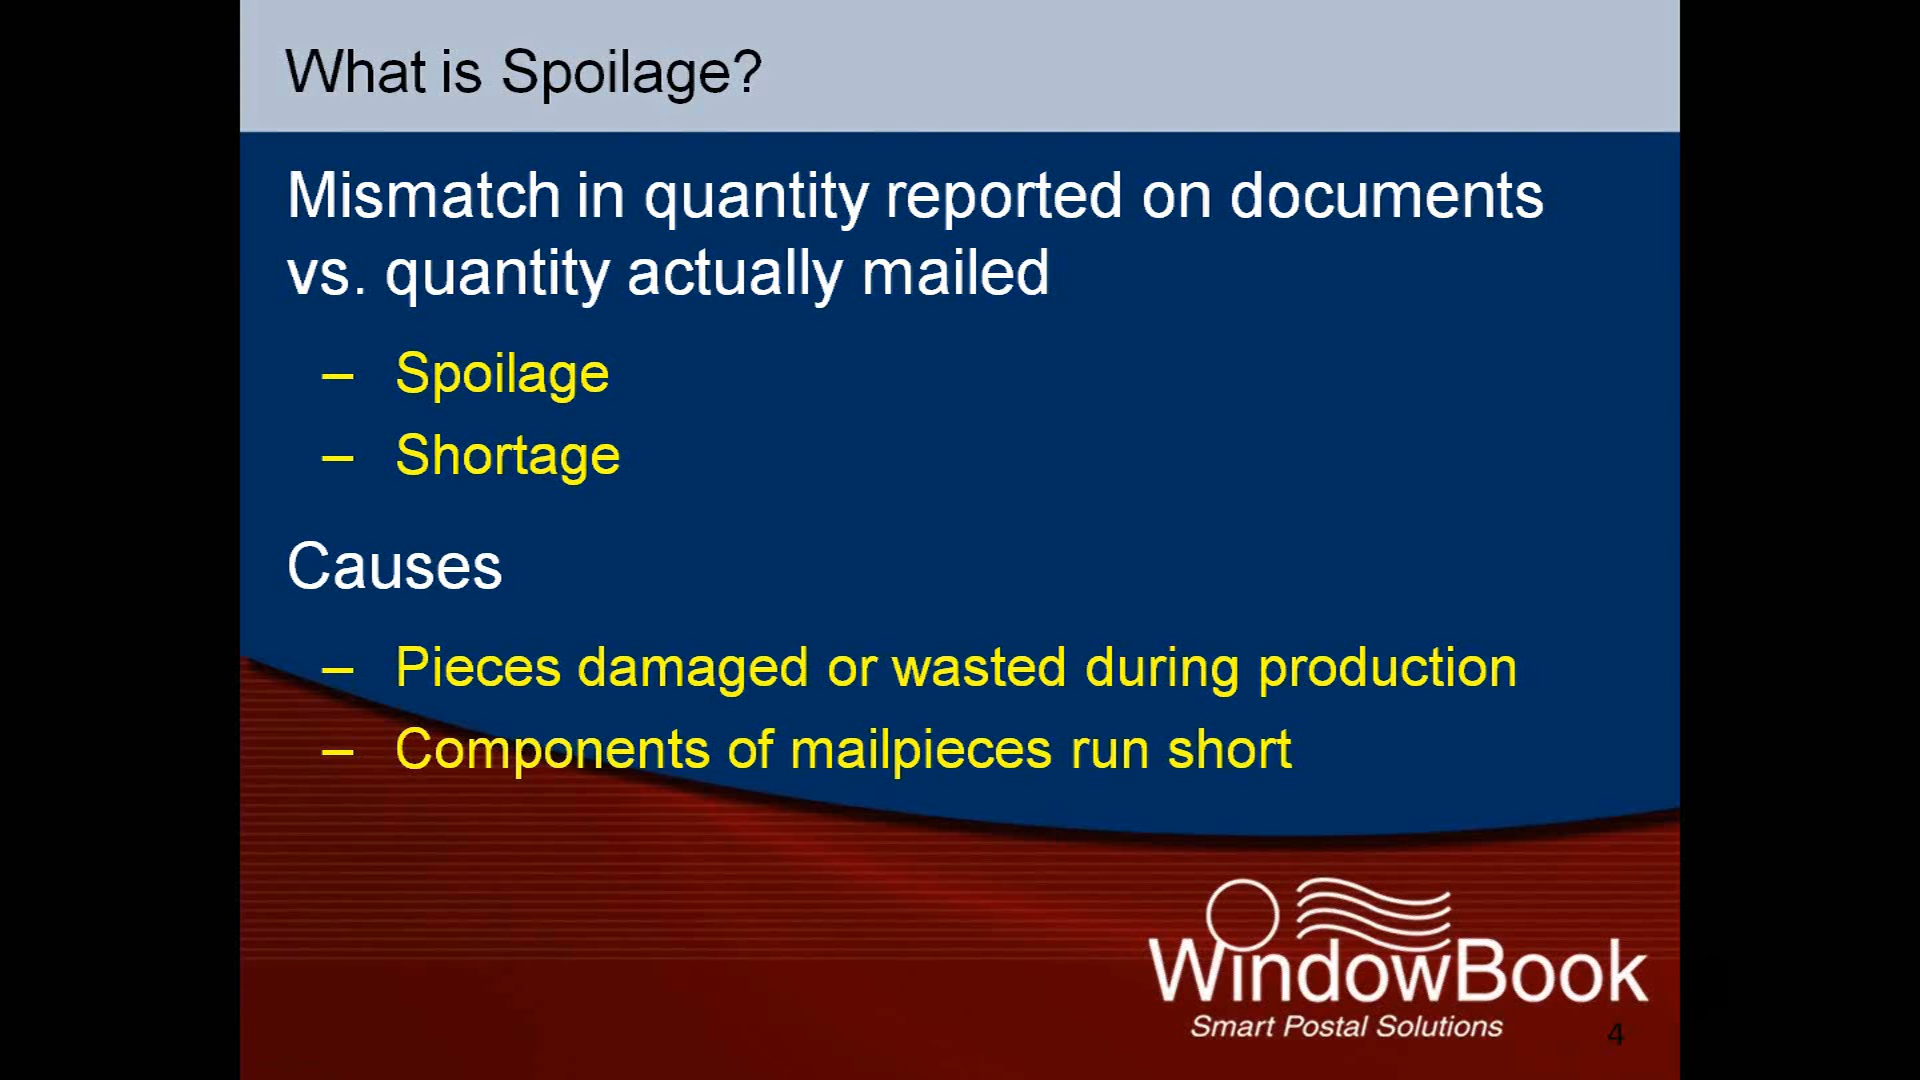 What is Spoilage?
Mismatch in quantity reported on documents
vs. quantity actually mailed
– Spoilage
– Shortage
Causes
– Pieces damaged or wasted during production
– Components of mailpieces run short
WindowBook
Smart Postal Solutions
4